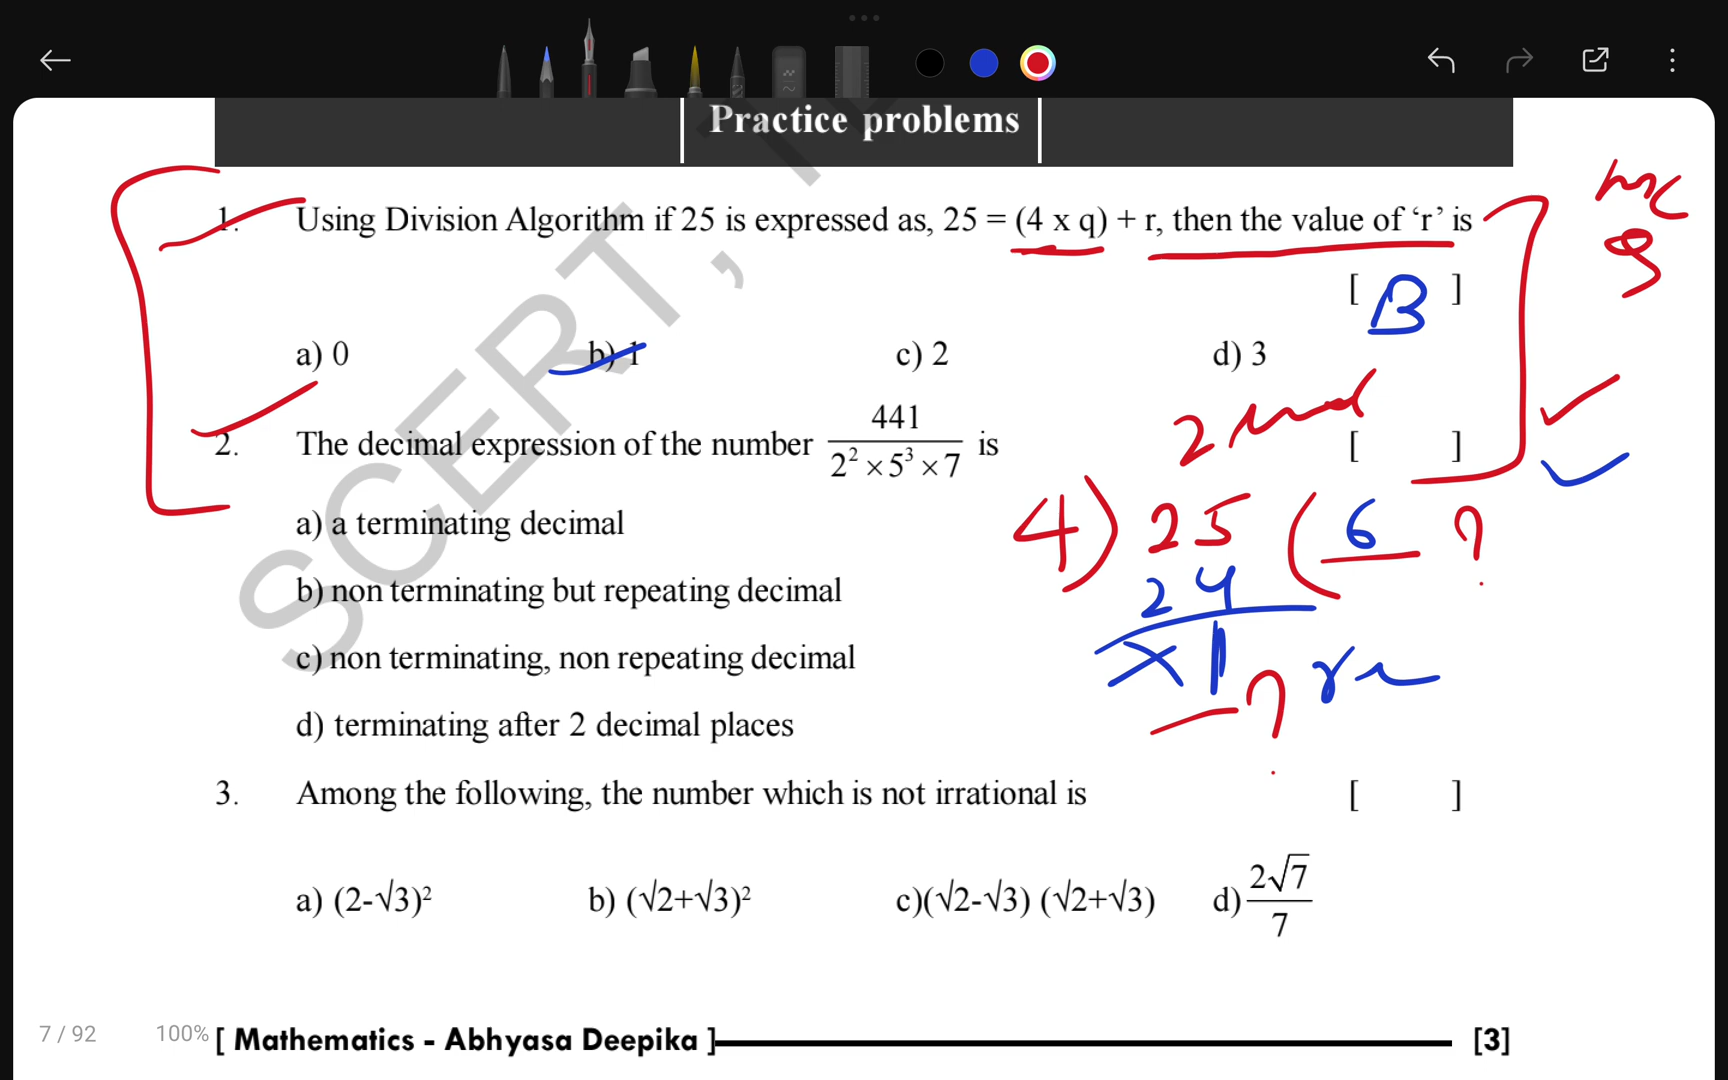 Practice problems
1. Using Division Algorithm if 25 is expressed as, 25 = (4 x q) + r, then the value of ‘r’ is
[ B ]
a) 0 b) 1 c) 2 d) 3
2. The decimal expression of the number 441 / 2² × 5³ × 7 is [ ]
a) a terminating decimal
b) non terminating but repeating decimal
c) non terminating, non repeating decimal
d) terminating after 2 decimal places
4) 25 ( 6 ?
24
1 ?
3. Among the following, the number which is not irrational is [ ]
a) (2-√3)² b) (√2+√3)² c)(√2-√3) (√2+√3) d) 2√7 / 7
7 / 92 100% [ Mathematics - Abhyasa Deepika ] [3]
SCERT, TE